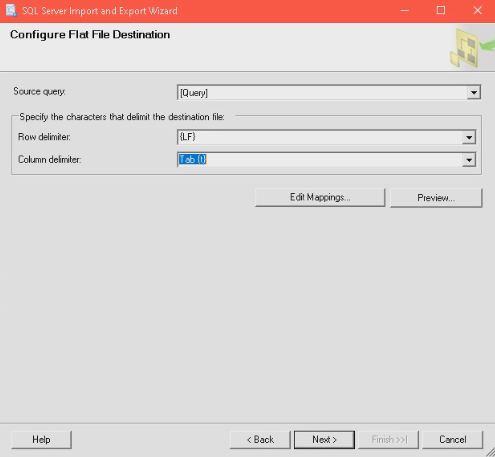 SQL Server Import and Export Wizard
Configure Flat File Destination
Source query:
[Query]
Specify the characters that delimit the destination file:
Row delimiter:
{LF}
Column delimiter:
Tab {t}
Edit Mappings...
Preview...
Help
< Back
Next >
Finish >>|
Cancel